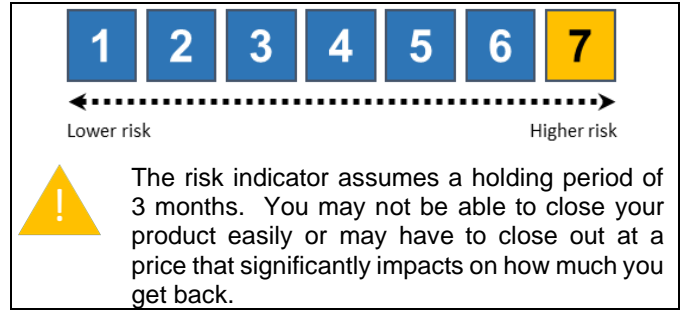 1 2 3 4 5 6 7
Lower risk Higher risk
!
The risk indicator assumes a holding period of
3 months. You may not be able to close your
product easily or may have to close out at a
price that significantly impacts on how much you
get back.